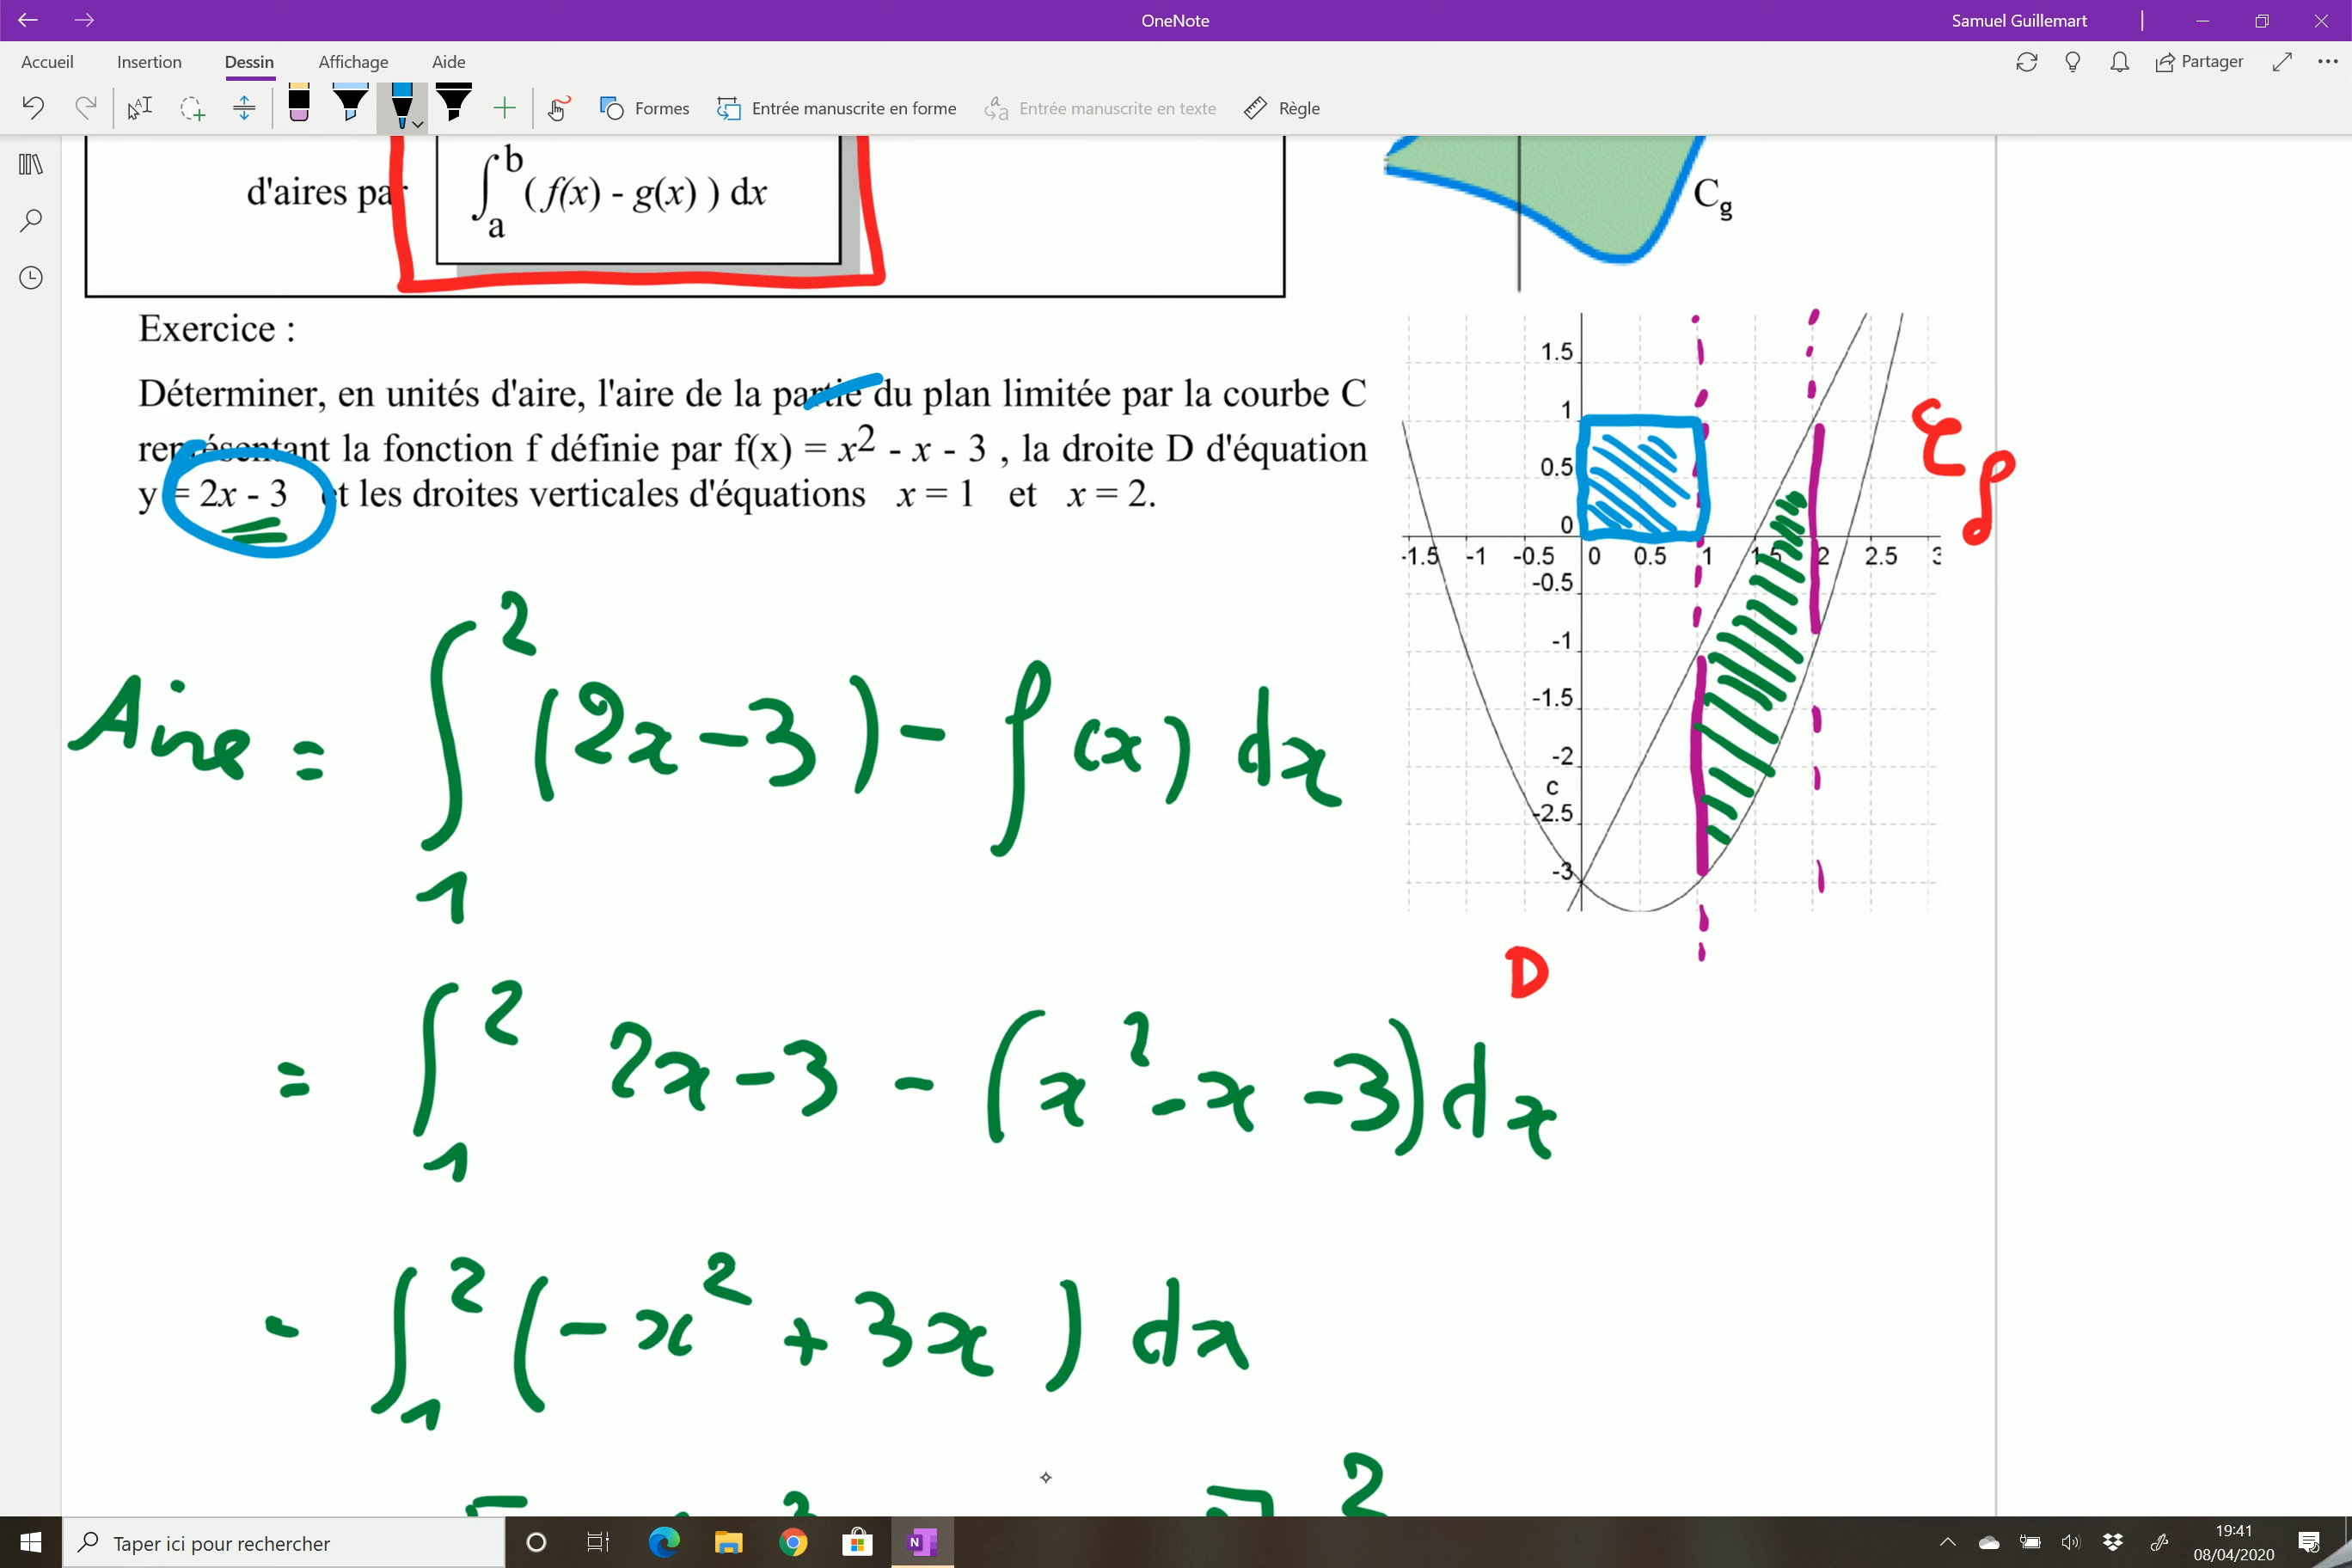 OneNote
Samuel Guillemart
Accueil Insertion Dessin Affichage Aide
Partager
Formes Entrée manuscrite en forme Entrée manuscrite en texte Règle
d'aires par ∫ₐᵇ ( f(x) - g(x) ) dx
C_g
Exercice :
Déterminer, en unités d'aire, l'aire de la partie du plan limitée par la courbe C
représentant la fonction f définie par f(x) = x² - x - 3 , la droite D d'équation
y = 2x - 3 et les droites verticales d'équations x = 1 et x = 2.
1.5
1
0.5
0
-1.5 -1 -0.5 0 0.5 1 1.5 2 2.5 3
-0.5
-1
-1.5
-2
c
-2.5
-3
C f
D
Aire = ∫₁² (2x - 3) - f(x) dx
= ∫₁² 2x - 3 - (x² - x - 3) dx
= ∫₁² (- x² + 3x ) dx
2
Taper ici pour rechercher
19:41
08/04/2020